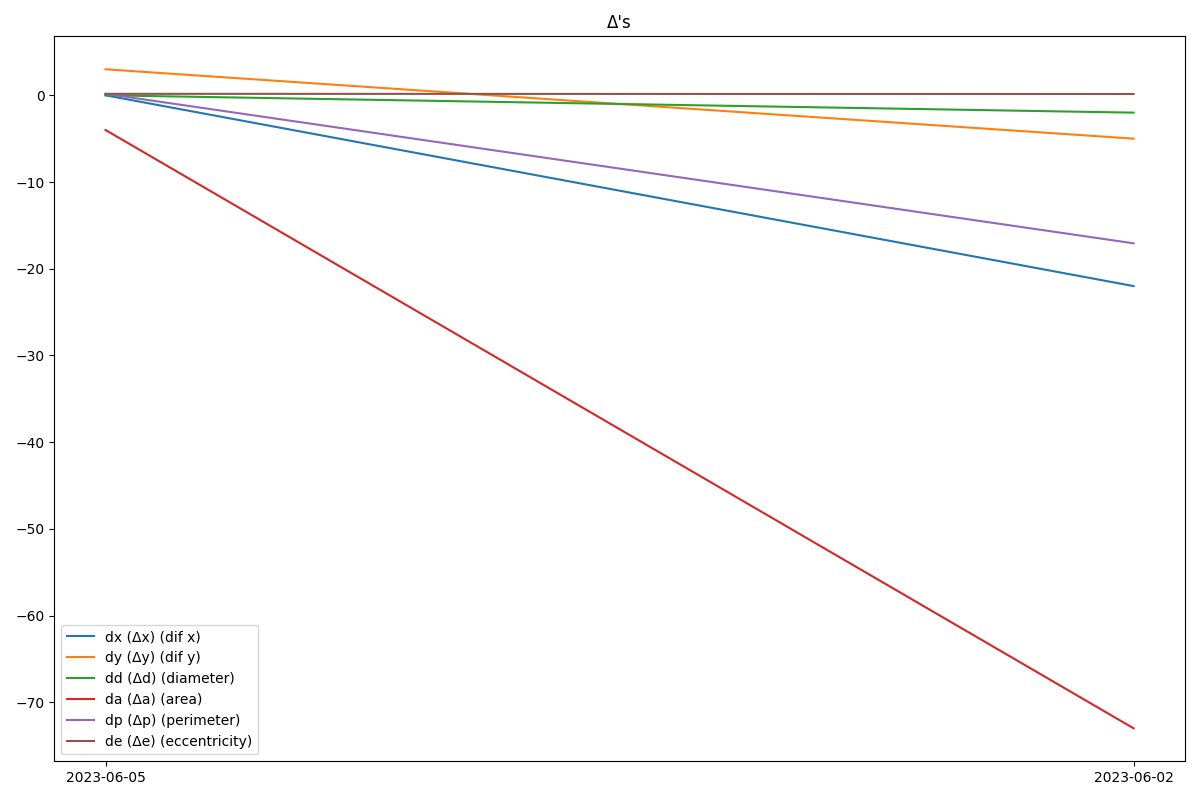 Δ's
0
−10
−20
−30
−40
−50
−60
−70
dx (Δx) (dif x)
dy (Δy) (dif y)
dd (Δd) (diameter)
da (Δa) (area)
dp (Δp) (perimeter)
de (Δe) (eccentricity)
2023-06-05 2023-06-02